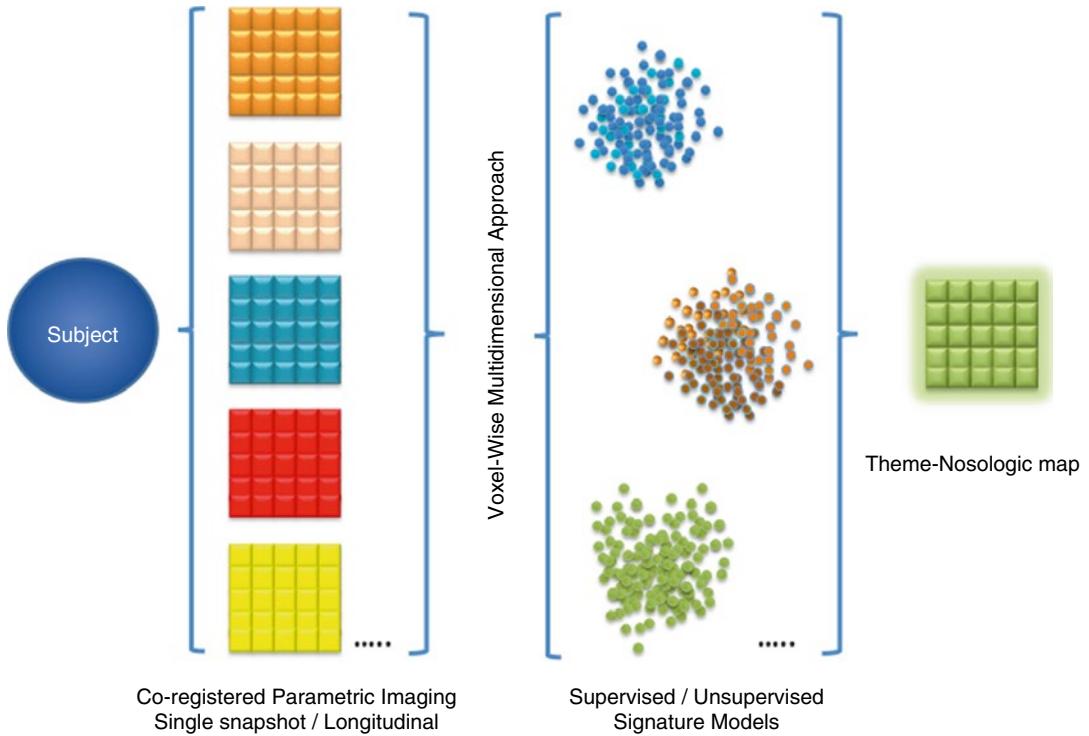 Subject
.....
Co-registered Parametric Imaging
Single snapshot / Longitudinal
Voxel-Wise Multidimensional Approach
.....
Supervised / Unsupervised
Signature Models
Theme-Nosologic map